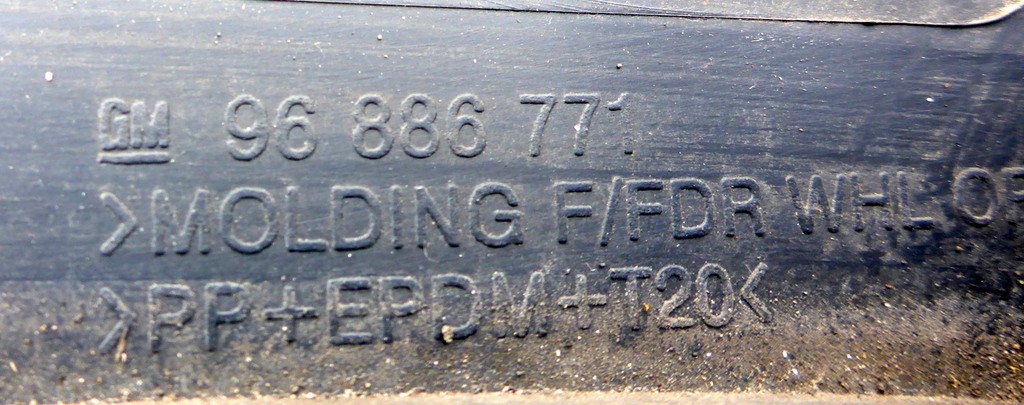 GM 96 886 771
>MOLDING F/FDR WHL
>PP+EPDM+T20<